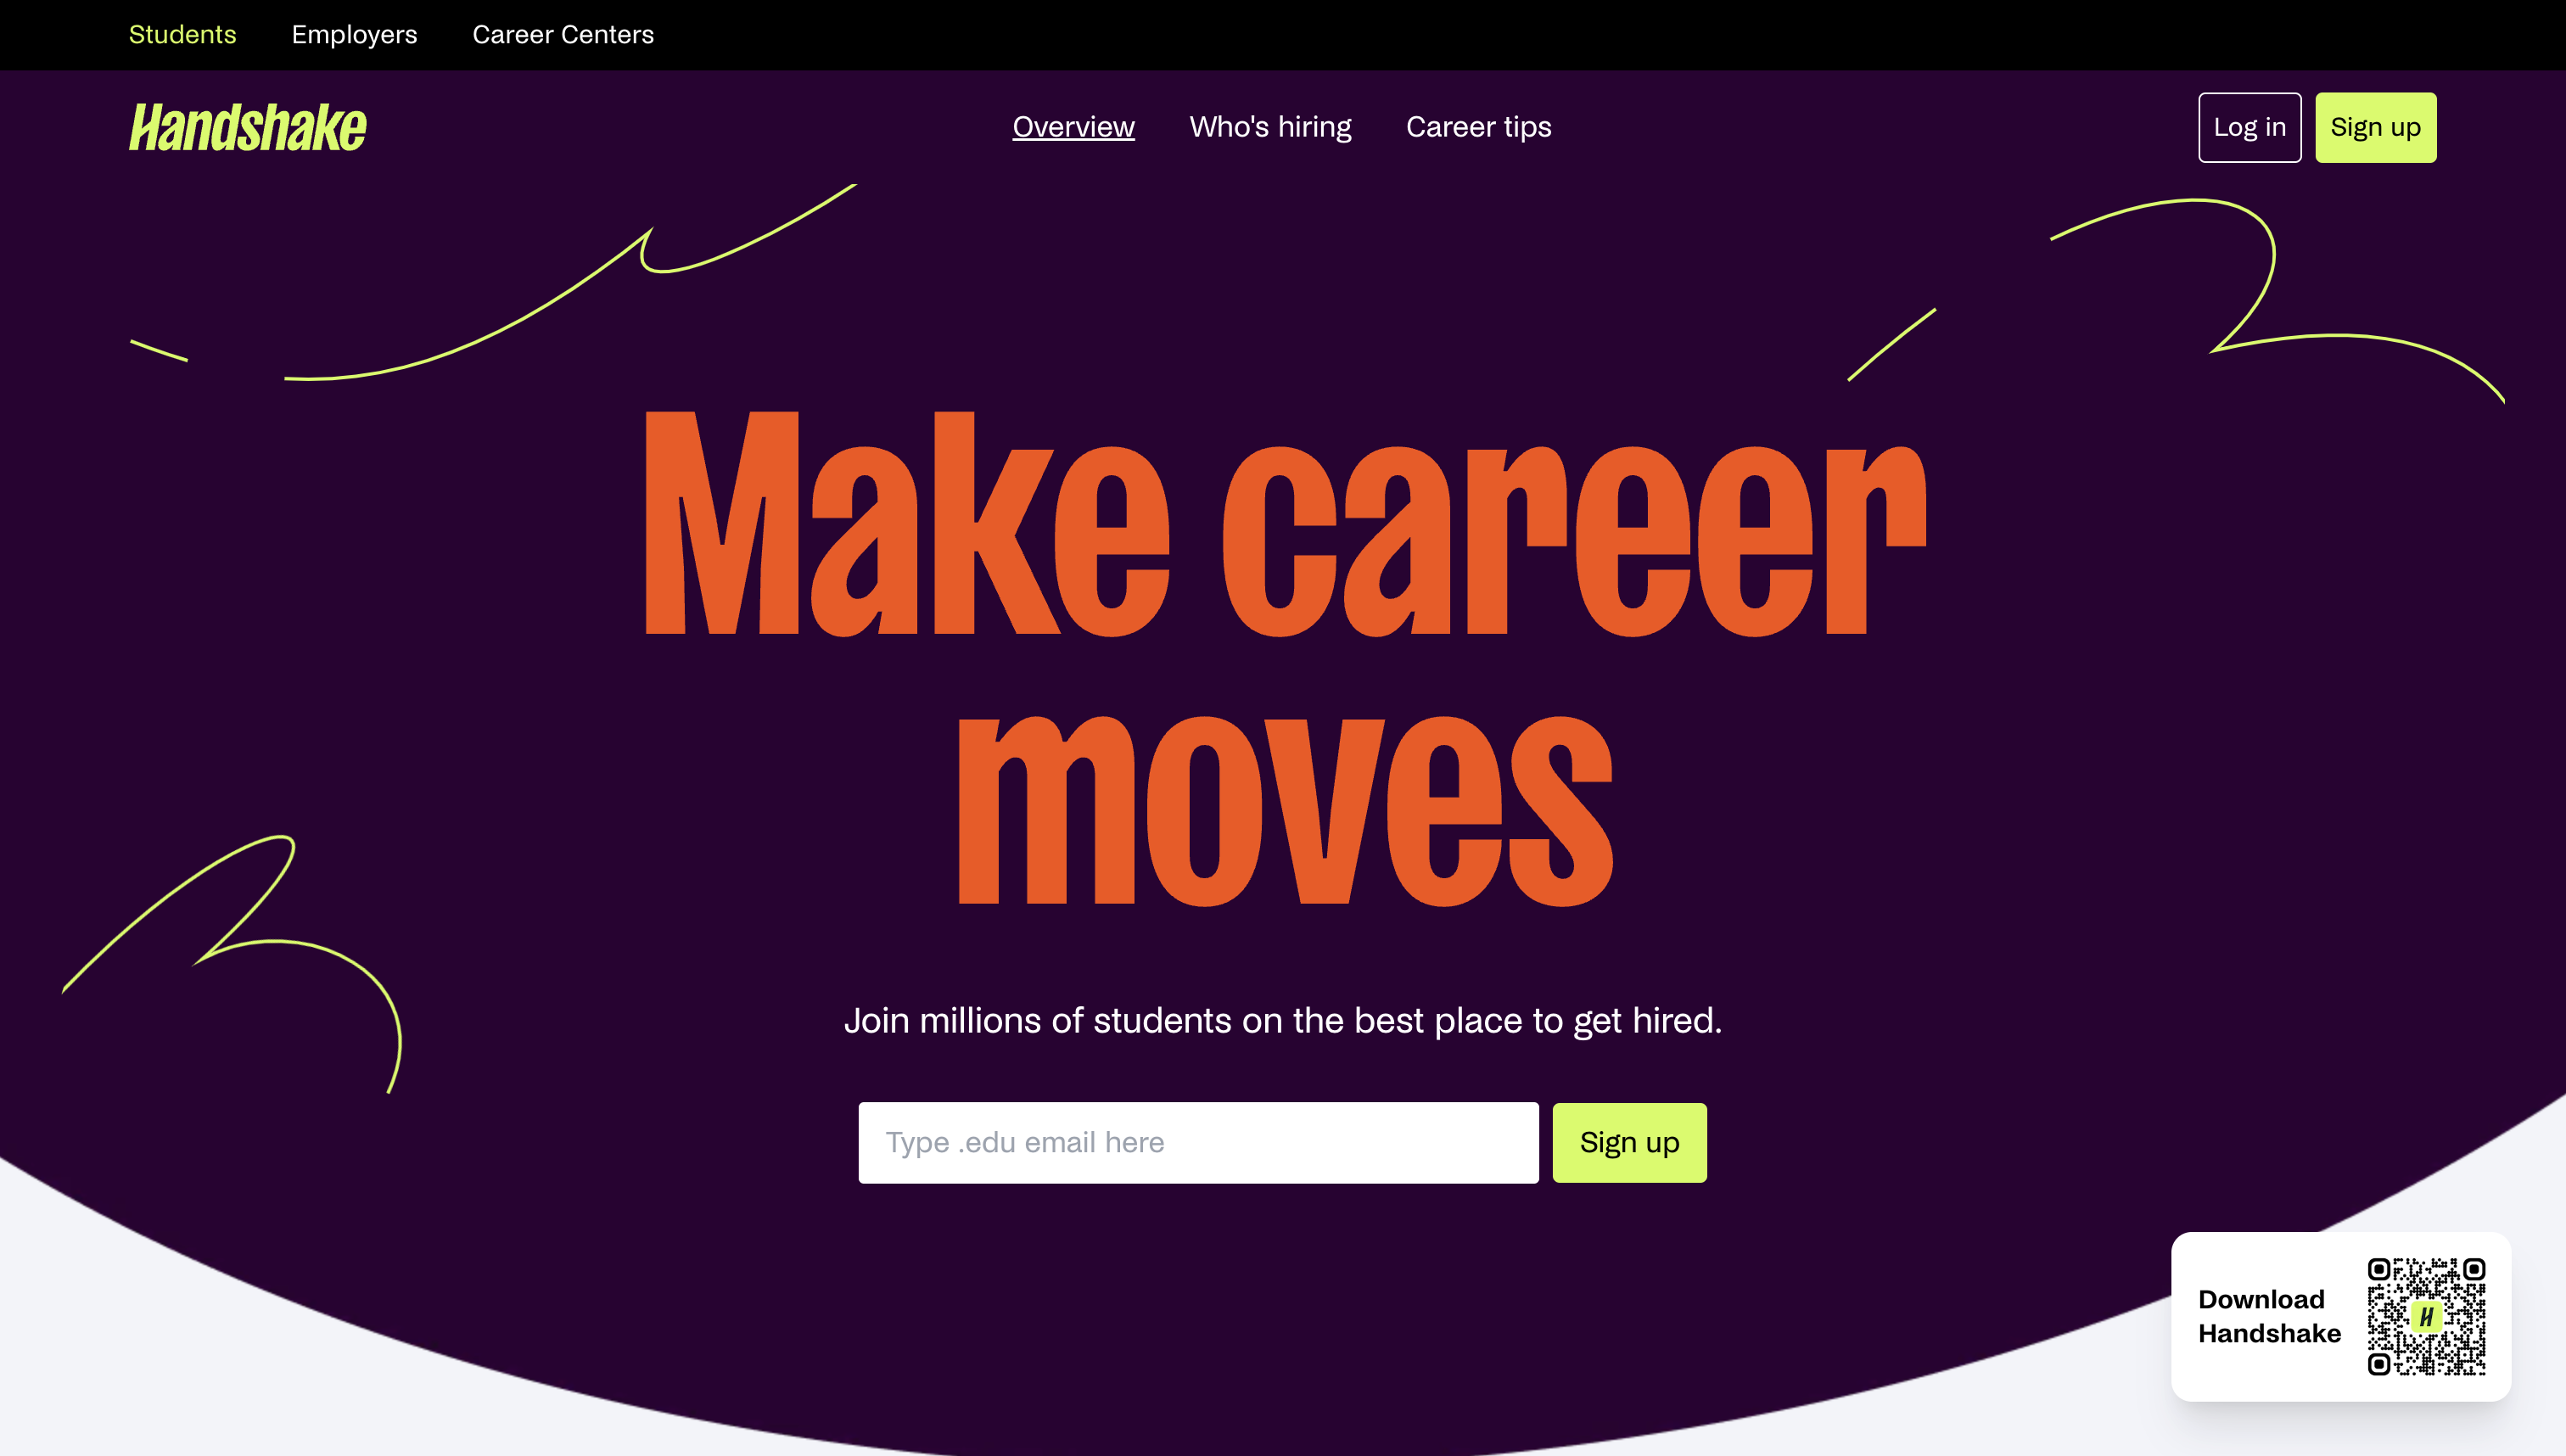 Students Employers Career Centers
Handshake Overview Who's hiring Career tips Log in Sign up
Make career
moves
Join millions of students on the best place to get hired.
Type .edu email here Sign up
Download
Handshake
H